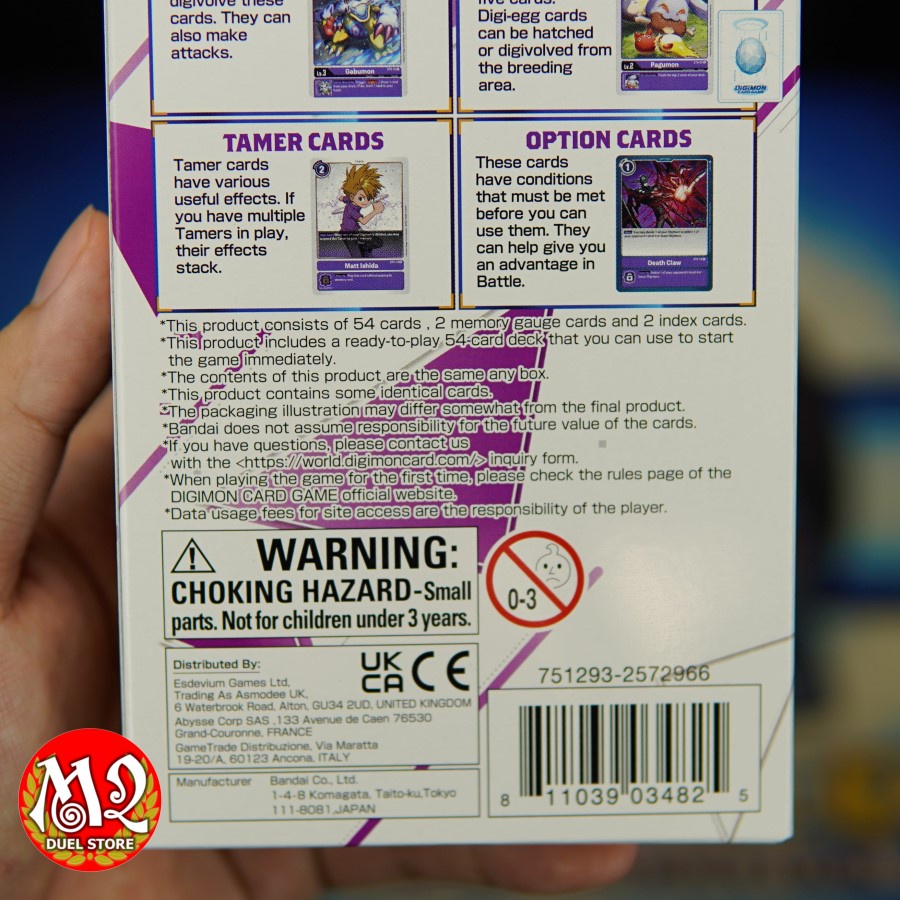 digivolve these
cards. They can
also make
attacks.
Lv.3
Gabumon
five cards.
Digi-egg cards
can be hatched
or digivolved from
the breeding
area.
Lv.2
Pagumon
DIGIMON
CARD GAME
TAMER CARDS
Tamer cards
have various
useful effects. If
you have multiple
Tamers in play,
their effects
stack.
2
Matt Ishida
OPTION CARDS
These cards
have conditions
that must be met
before you can
use them. They
can help give you
an advantage in
Battle.
1
Death Claw
*This product consists of 54 cards , 2 memory gauge cards and 2 index cards.
*This product includes a ready-to-play 54-card deck that you can use to start
the game immediately.
*The contents of this product are the same any box.
*This product contains some identical cards.
*The packaging illustration may differ somewhat from the final product.
*Bandai does not assume responsibility for the future value of the cards.
*If you have questions, please contact us
with the <https://world.digimoncard.com/> inquiry form.
*When playing the game for the first time, please check the rules page of the
DIGIMON CARD GAME official website.
*Data usage fees for site access are the responsibility of the player.
WARNING:
CHOKING HAZARD-Small
parts. Not for children under 3 years.
0-3
Distributed By:
Esdevium Games Ltd,
Trading As Asmodee UK,
6 Waterbrook Road, Alton, GU34 2UD, UNITED KINGDOM
Abysse Corp SAS ,133 Avenue de Caen 76530
Grand-Couronne, FRANCE
GameTrade Distribuzione, Via Maratta
19-20/A, 60123 Ancona, ITALY
UK
CA CE
Manufacturer Bandai Co., Ltd.
1-4-8 Komagata, Taito-ku,Tokyo
111-8081,JAPAN
751293-2572966
8 11039 03482 5
M2
DUEL STORE